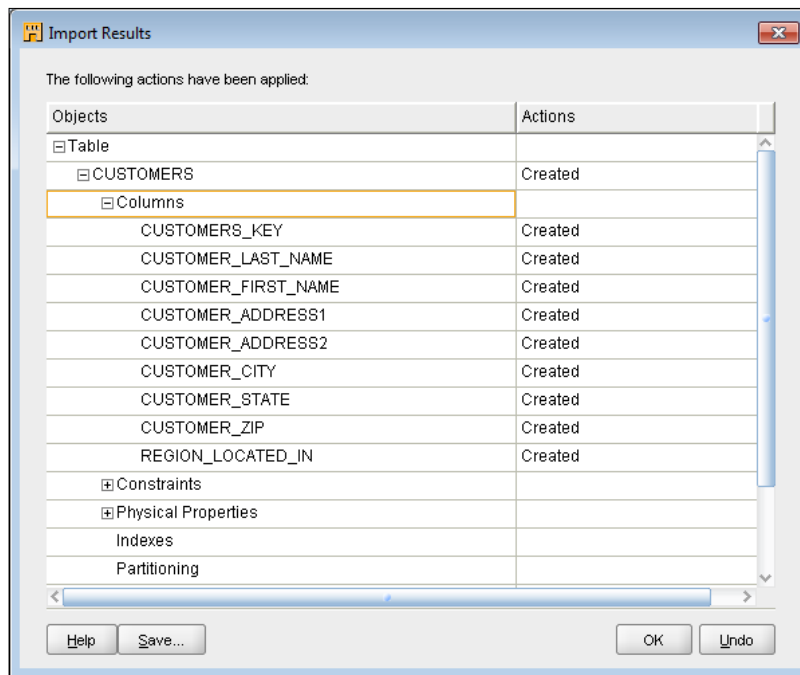 Import Results
The following actions have been applied:
Objects Actions
Table
CUSTOMERS Created
Columns
CUSTOMERS_KEY Created
CUSTOMER_LAST_NAME Created
CUSTOMER_FIRST_NAME Created
CUSTOMER_ADDRESS1 Created
CUSTOMER_ADDRESS2 Created
CUSTOMER_CITY Created
CUSTOMER_STATE Created
CUSTOMER_ZIP Created
REGION_LOCATED_IN Created
Constraints
Physical Properties
Indexes
Partitioning
Help Save... OK Undo